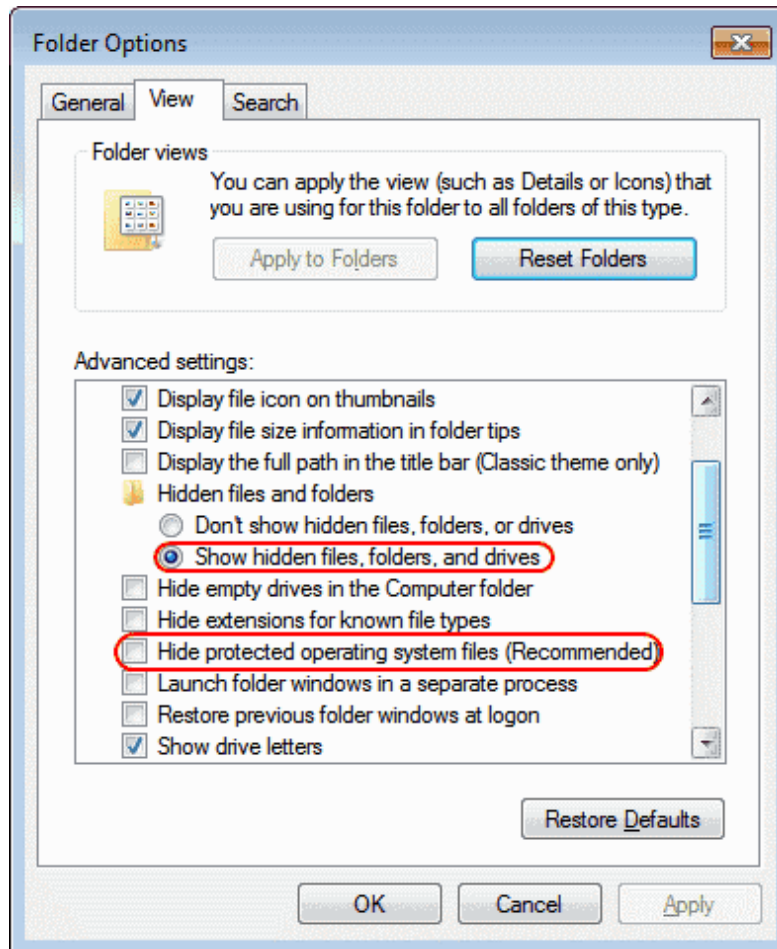 Folder Options
General View Search
Folder views
You can apply the view (such as Details or Icons) that
you are using for this folder to all folders of this type.
Apply to Folders Reset Folders
Advanced settings:
Display file icon on thumbnails
Display file size information in folder tips
Display the full path in the title bar (Classic theme only)
Hidden files and folders
Don't show hidden files, folders, or drives
Show hidden files, folders, and drives
Hide empty drives in the Computer folder
Hide extensions for known file types
Hide protected operating system files (Recommended)
Launch folder windows in a separate process
Restore previous folder windows at logon
Show drive letters
Restore Defaults
OK Cancel Apply